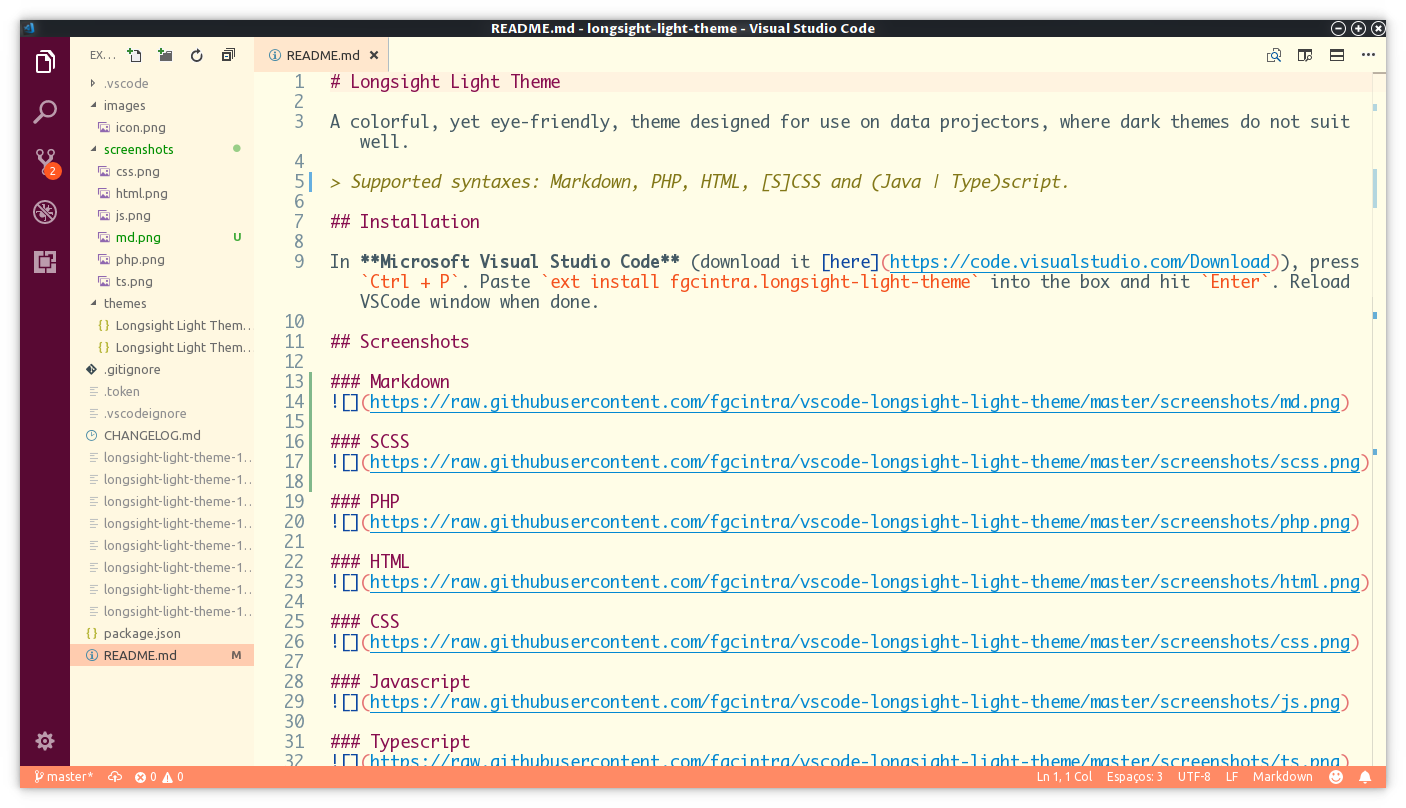 README.md - longsight-light-theme - Visual Studio Code
EX...
.vscode
images
icon.png
screenshots
css.png
html.png
js.png
md.png U
php.png
ts.png
themes
{ } Longsight Light Them...
{ } Longsight Light Them...
.gitignore
.token
.vscodeignore
CHANGELOG.md
longsight-light-theme-1...
longsight-light-theme-1...
longsight-light-theme-1...
longsight-light-theme-1...
longsight-light-theme-1...
longsight-light-theme-1...
longsight-light-theme-1...
longsight-light-theme-1...
{ } package.json
README.md M
2
README.md ×
1 # Longsight Light Theme
2
3 A colorful, yet eye-friendly, theme designed for use on data projectors, where dark themes do not suit
well.
4
5 > Supported syntaxes: Markdown, PHP, HTML, [S]CSS and (Java | Type)script.
6
7 ## Installation
8
9 In **Microsoft Visual Studio Code** (download it [here](https://code.visualstudio.com/Download)), press
`Ctrl + P`. Paste `ext install fgcintra.longsight-light-theme` into the box and hit `Enter`. Reload
VSCode window when done.
10
11 ## Screenshots
12
13 ### Markdown
14 ![](https://raw.githubusercontent.com/fgcintra/vscode-longsight-light-theme/master/screenshots/md.png)
15
16 ### SCSS
17 ![](https://raw.githubusercontent.com/fgcintra/vscode-longsight-light-theme/master/screenshots/scss.png)
18
19 ### PHP
20 ![](https://raw.githubusercontent.com/fgcintra/vscode-longsight-light-theme/master/screenshots/php.png)
21
22 ### HTML
23 ![](https://raw.githubusercontent.com/fgcintra/vscode-longsight-light-theme/master/screenshots/html.png)
24
25 ### CSS
26 ![](https://raw.githubusercontent.com/fgcintra/vscode-longsight-light-theme/master/screenshots/css.png)
27
28 ### Javascript
29 ![](https://raw.githubusercontent.com/fgcintra/vscode-longsight-light-theme/master/screenshots/js.png)
30
31 ### Typescript
32 ![](https://raw.githubusercontent.com/fgcintra/vscode-longsight-light-theme/master/screenshots/ts.png)
master* 0 0 Ln 1, 1 Col Espaços: 3 UTF-8 LF Markdown